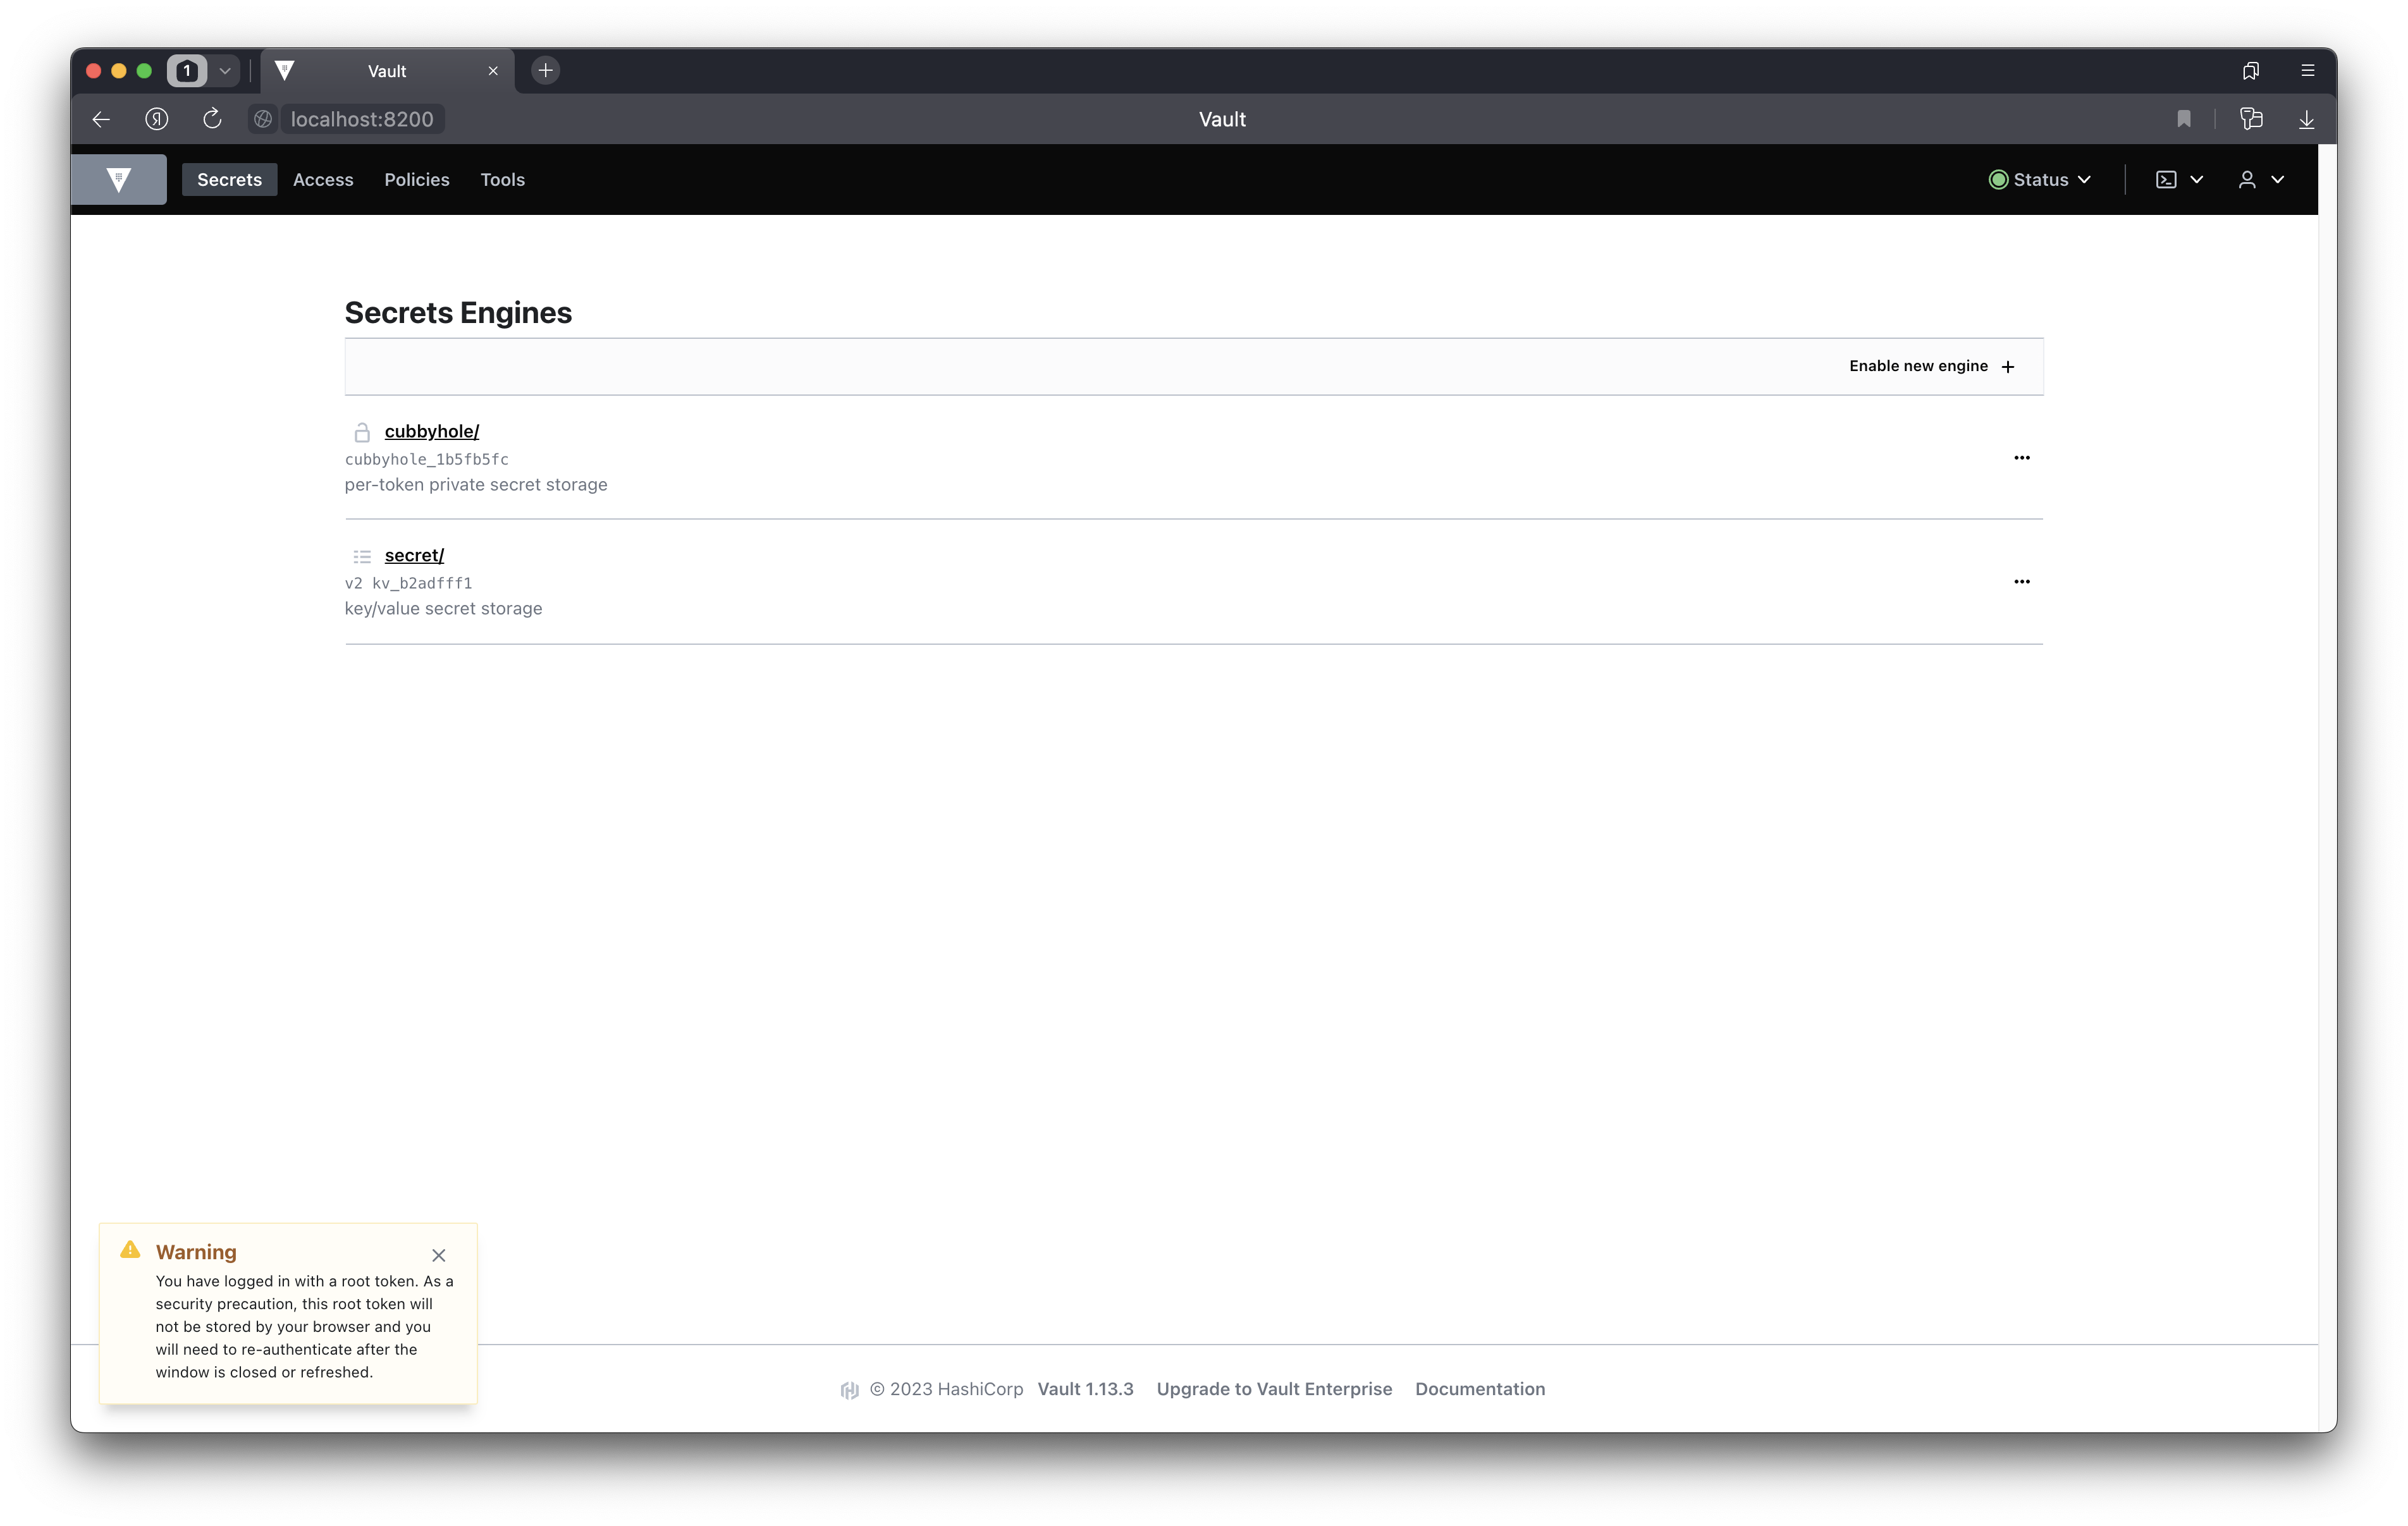 1
Vault
Я
localhost:8200
Vault
Secrets
Access
Policies
Tools
Status
Secrets Engines
Enable new engine
cubbyhole/
cubbyhole_1b5fb5fc
per-token private secret storage
secret/
v2 kv_b2adfff1
key/value secret storage
Warning
You have logged in with a root token. As a
security precaution, this root token will
not be stored by your browser and you
will need to re-authenticate after the
window is closed or refreshed.
© 2023 HashiCorp Vault 1.13.3 Upgrade to Vault Enterprise Documentation